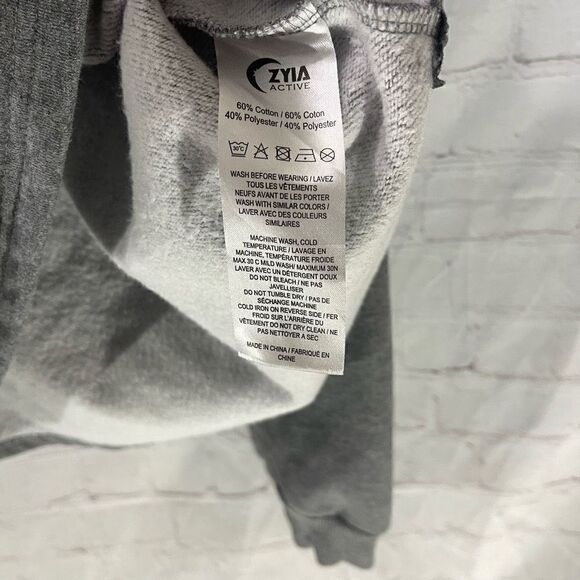 ZYIA
ACTIVE
60% Cotton / 60% Coton
40% Polyester / 40% Polyester
30°C
WASH BEFORE WEARING / LAVEZ
TOUS LES VÊTEMENTS
NEUFS AVANT DE LES PORTER
WASH WITH SIMILAR COLORS /
LAVER AVEC DES COULEURS
SIMILAIRES
MACHINE WASH, COLD
TEMPERATURE / LAVAGE EN
MACHINE, TEMPÉRATURE FROIDE
MAX 30 C MILD WASH/ MAXIMUM 30N
LAVER AVEC UN DÉTERGENT DOUX
DO NOT BLEACH / NE PAS
JAVELLISER
DO NOT TUMBLE DRY / PAS DE
SÉCHANGE MACHINE
COLD IRON ON REVERSE SIDE / FER
FROID SUR L'ARRIÈRE DU
VÊTEMENT DO NOT DRY CLEAN / NE
PAS NETTOYER A SEC
MADE IN CHINA / FABRIQUÉ EN
CHINE